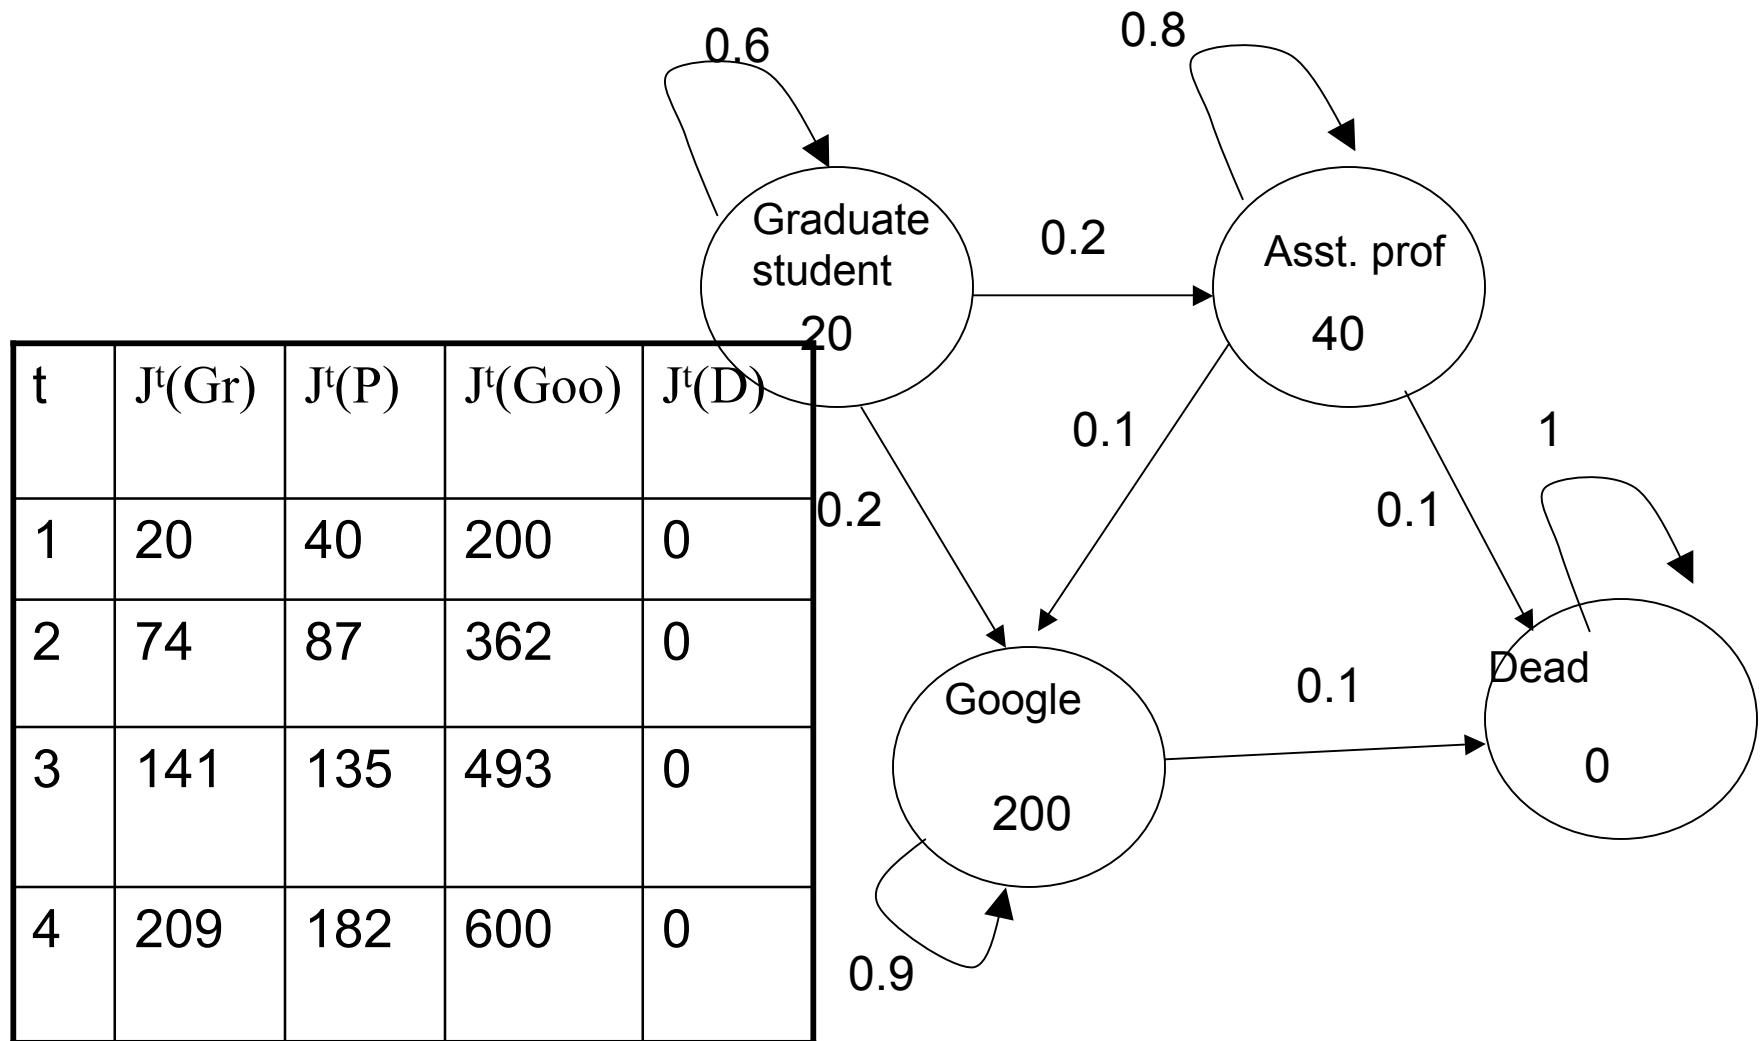 0.6
0.8
Graduate
student
20
0.2
Asst. prof
40
0.1
0.1
1
0.2
Google
200
0.1
Dead
0
0.9
t Jᵗ(Gr) Jᵗ(P) Jᵗ(Goo) Jᵗ(D)
1 20 40 200 0
2 74 87 362 0
3 141 135 493 0
4 209 182 600 0